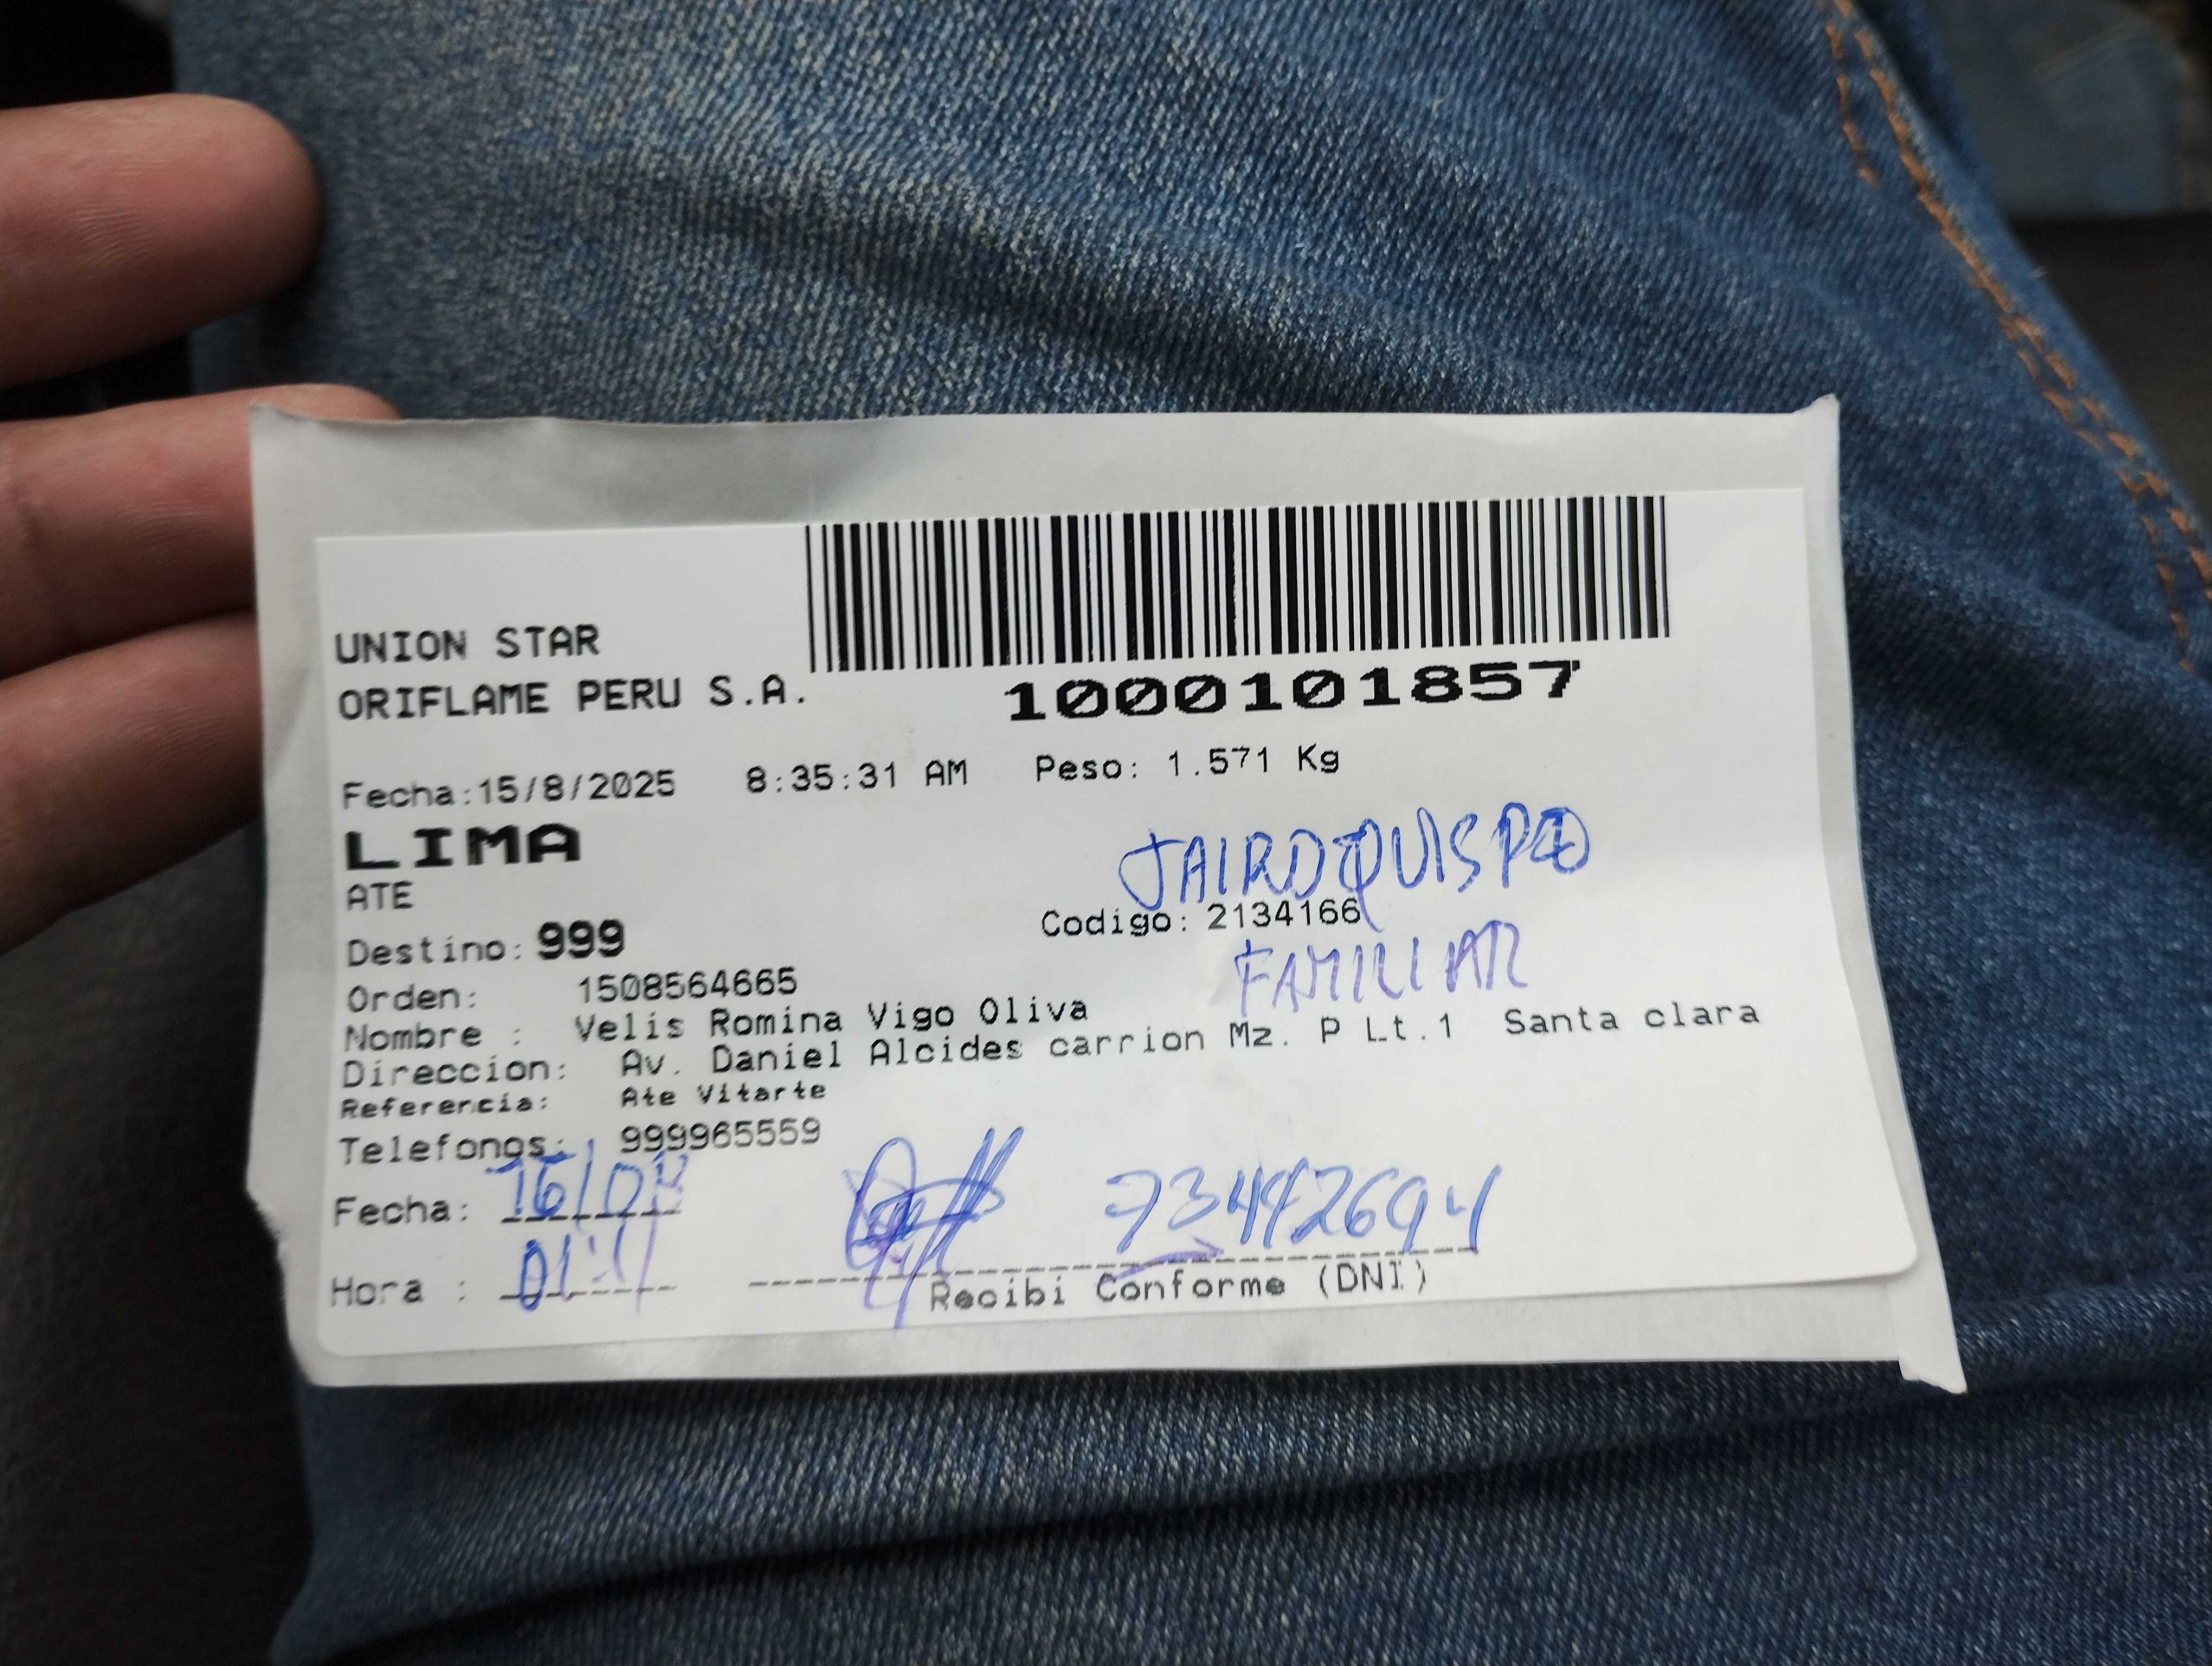 UNION STAR
ORIFLAME PERU S.A.
1000101857
Fecha:15/8/2025 8:35:31 AM Peso: 1.571 Kg
LIMA
JAIRO QUISPE
ATE
Codigo: 2134166
Destino: 999
FAMILIAR
Orden: 1508564665
Nombre : Velis Romina Vigo Oliva
Direccion: Av. Daniel Alcides carrion Mz. P Lt.1 Santa clara
Referencia: Ate Vitarte
Telefonos: 999965559
Fecha:
73442694
Hora :
Recibi Conforme (DNI)